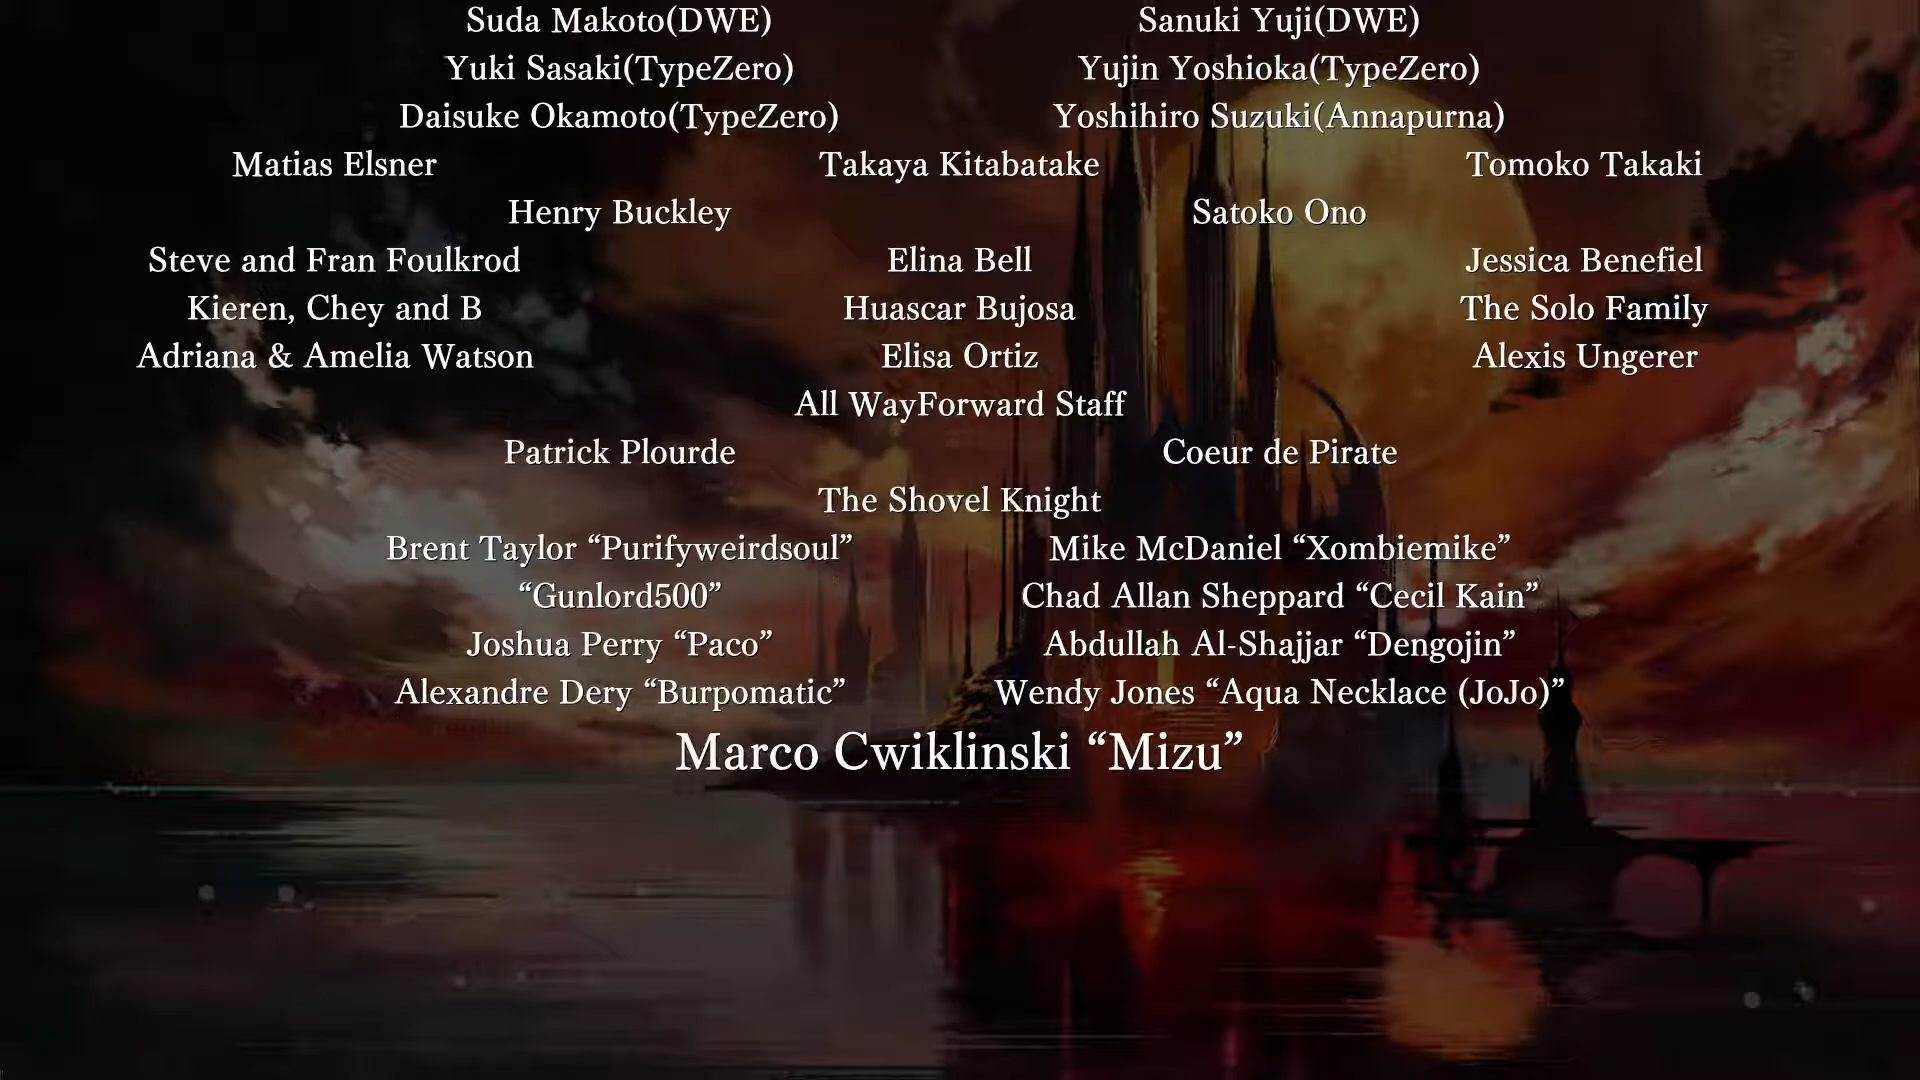 Suda Makoto(DWE) Sanuki Yuji(DWE)
Yuki Sasaki(TypeZero) Yujin Yoshioka(TypeZero)
Daisuke Okamoto(TypeZero) Yoshihiro Suzuki(Annapurna)
Matias Elsner Takaya Kitabatake Tomoko Takaki
Henry Buckley Satoko Ono
Steve and Fran Foulkrod Elina Bell Jessica Benefiel
Kieren, Chey and B Huascar Bujosa The Solo Family
Adriana & Amelia Watson Elisa Ortiz Alexis Ungerer
All WayForward Staff
Patrick Plourde Coeur de Pirate
The Shovel Knight
Brent Taylor “Purifyweirdsoul” Mike McDaniel “Xombiemike”
“Gunlord500” Chad Allan Sheppard “Cecil Kain”
Joshua Perry “Paco” Abdullah Al-Shajjar “Dengojin”
Alexandre Dery “Burpomatic” Wendy Jones “Aqua Necklace (JoJo)”
Marco Cwiklinski “Mizu”